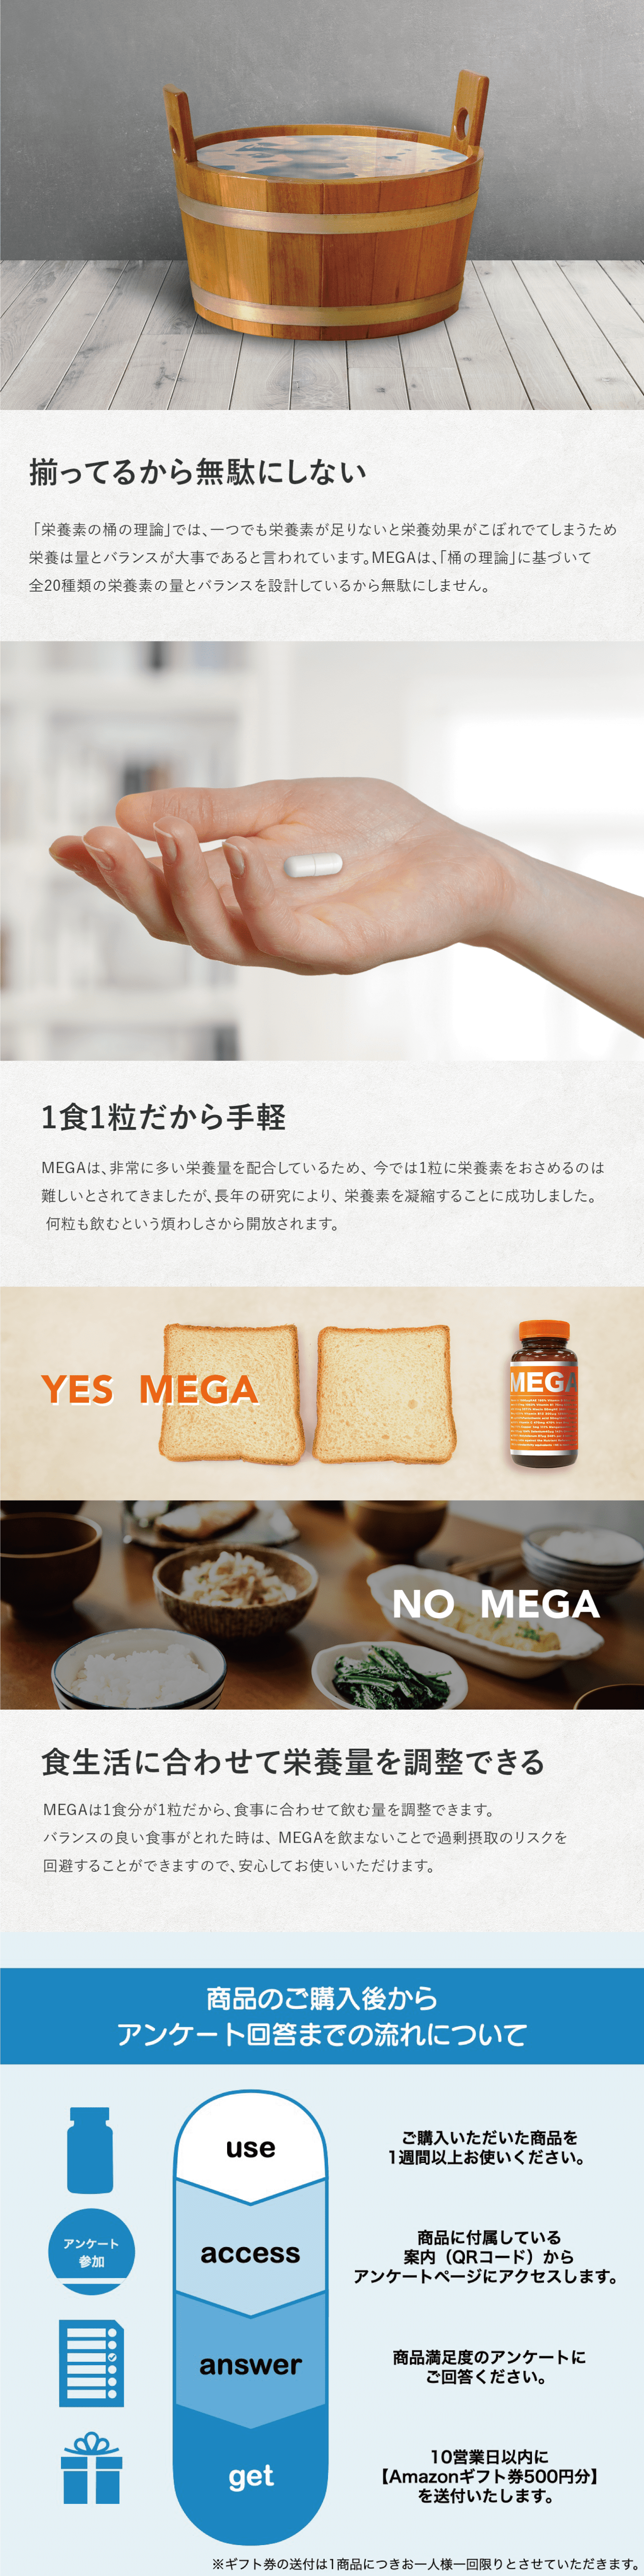 揃ってるから無駄にしない
「栄養素の桶の理論」では、一つでも栄養素が足りないと栄養効果がこぼれでてしまうため
栄養は量とバランスが大事であると言われています。MEGAは、「桶の理論」に基づいて
全20種類の栄養素の量とバランスを設計しているから無駄にしません。
1食1粒だから手軽
MEGAは、非常に多い栄養量を配合しているため、今では1粒に栄養素をおさめるのは
難しいとされてきましたが、長年の研究により、栄養素を凝縮することに成功しました。
何粒も飲むという煩わしさから開放されます。
YES MEGA
MEGA
NO MEGA
食生活に合わせて栄養量を調整できる
MEGAは1食分が1粒だから、食事に合わせて飲む量を調整できます。
バランスの良い食事がとれた時は、MEGAを飲まないことで過剰摂取のリスクを
回避することができますので、安心してお使いいただけます。
商品のご購入後から
アンケート回答までの流れについて
use
ご購入いただいた商品を
1週間以上お使いください。
アンケート
参加
access
商品に付属している
案内（QRコード）から
アンケートページにアクセスします。
answer
商品満足度のアンケートに
ご回答ください。
get
10営業日以内に
【Amazonギフト券500円分】
を送付いたします。
※ギフト券の送付は1商品につきお一人様一回限りとさせていただきます。